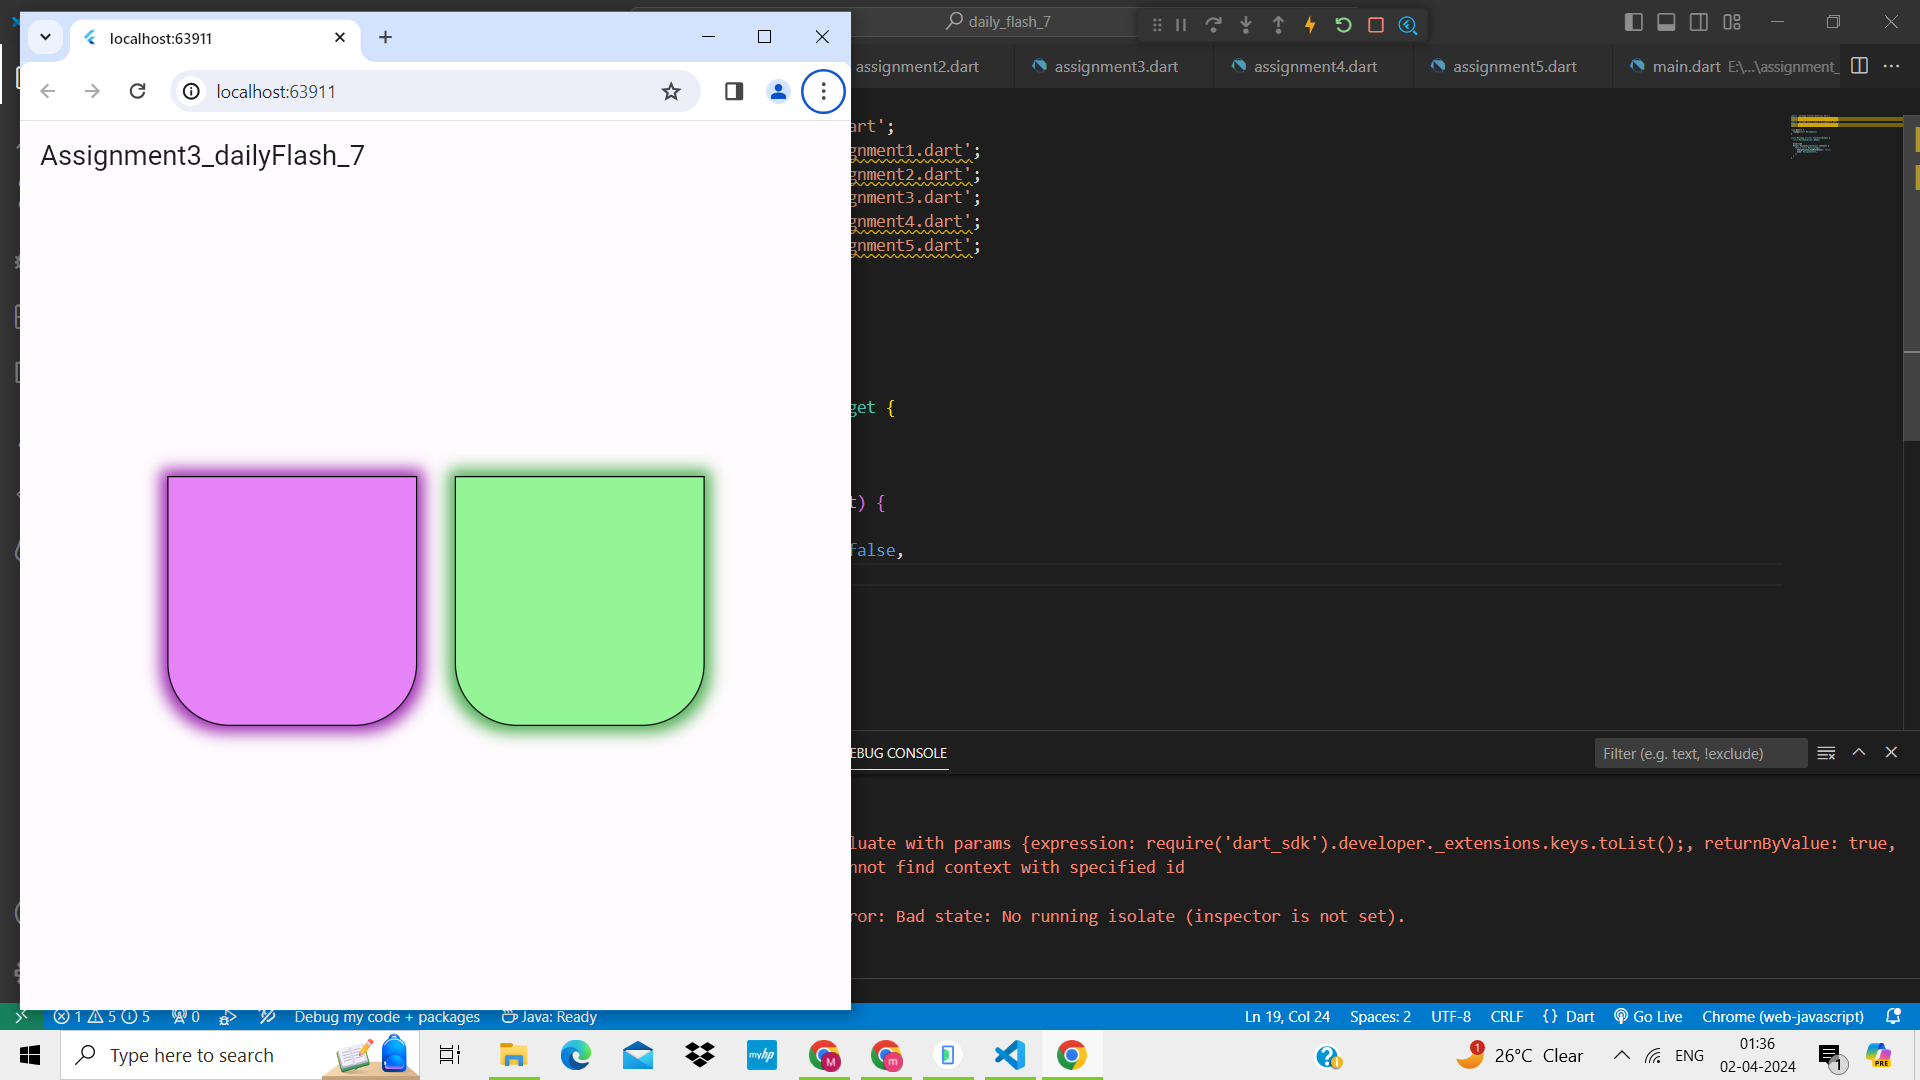 localhost:63911
daily_flash_7
localhost:63911
assignment2.dart
assignment3.dart
assignment4.dart
assignment5.dart
main.dart E:\...\assignment_
Assignment3_dailyFlash_7
art';
gnment1.dart';
gnment2.dart';
gnment3.dart';
gnment4.dart';
gnment5.dart';
get {
t) {
false,
EBUG CONSOLE
Filter (e.g. text, !exclude)
luate with params {expression: require('dart_sdk').developer._extensions.keys.toList();, returnByValue: true,
nnot find context with specified id
ror: Bad state: No running isolate (inspector is not set).
1 5 5 0 Debug my code + packages Java: Ready
Ln 19, Col 24 Spaces: 2 UTF-8 CRLF {} Dart Go Live Chrome (web-javascript)
Type here to search
myhp
M
m
1
26°C Clear
ENG
01:36
02-04-2024
1
PRE